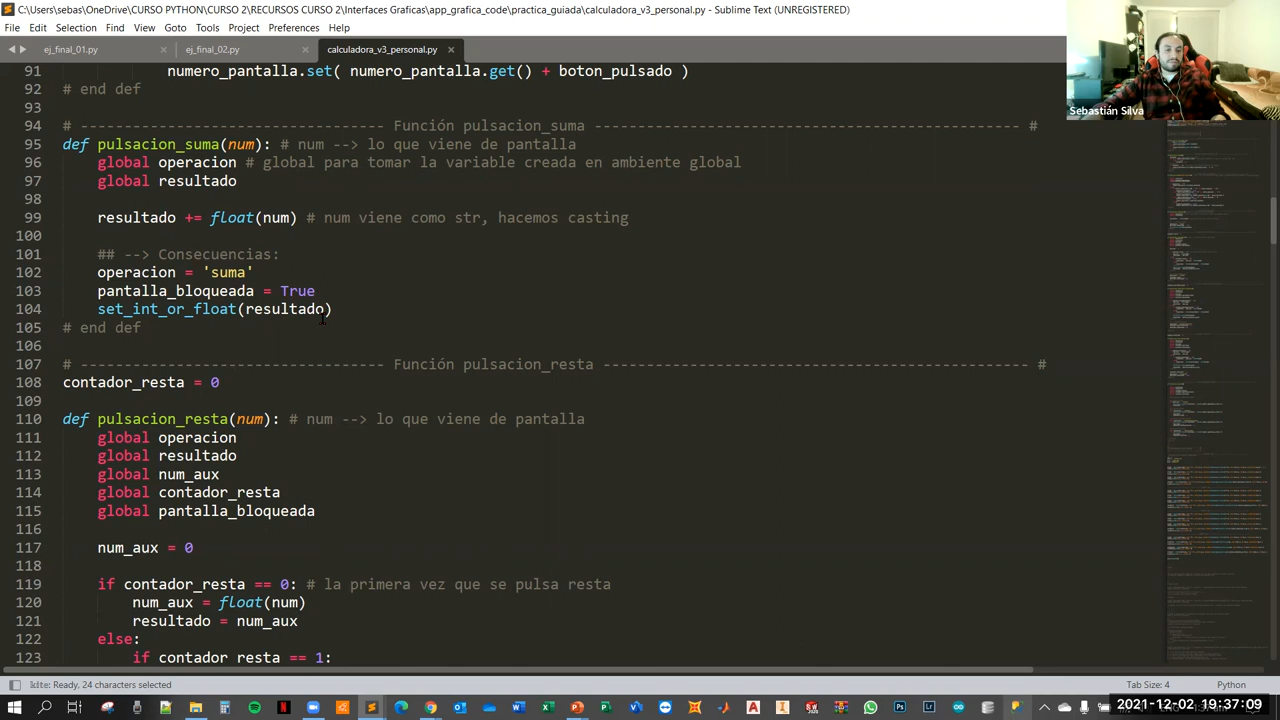 C:\Users\sebas\OneDrive\CURSO PYTHON\CURSO 2\RECURSOS CURSO 2\Interfaces Graficas\app_grafica_code\practica_guiada\calculadora_v3_personal.py - Sublime Text (UNREGISTERED)
File Edit Selection Find View Goto Tools Project Preferences Help
ej_final_01.py ej_final_02.py calculadora_v3_personal.py
Sebastián Silva
91 numero_pantalla.set( numero_pantalla.get() + boton_pulsado )
92 # end def
93
94 # ----------------------------------- Función pulsacion_suma ------------------------------------------------- #
95 def pulsacion_suma(num): # num --> lo que viene de pantalla
96 global operacion # global para tomar la variable creada en ambiente global
97 global resultado
98
99 resultado += float(num) # num viene como str, hacemos casting
100
101 ## --> Consecuencias:
102 operacion = 'suma'
103 pantalla_bloqueada = True
104 set_int_or_float(resultado)
105 # end def
106
107 # ----------------------------------- Función pulsacion_resta ------------------------------------------------- #
108 contador_resta = 0
109
110 def pulsacion_resta(num): # num --> lo que viene de pantalla
111 global operacion
112 global resultado
113 global num_aux
114 global contador_resta
115 global pantalla_bloqueada
116
117 num_aux = 0
118
119 if contador_resta == 0: # la primera vez que se pulsa resta
120 num_aux = float(num)
121 resultado = num_aux
122 else:
123 if contador_resta == 1:
kite: Ready, 24 characters selected
Tab Size: 4 Python
2021-12-02 19:37:09